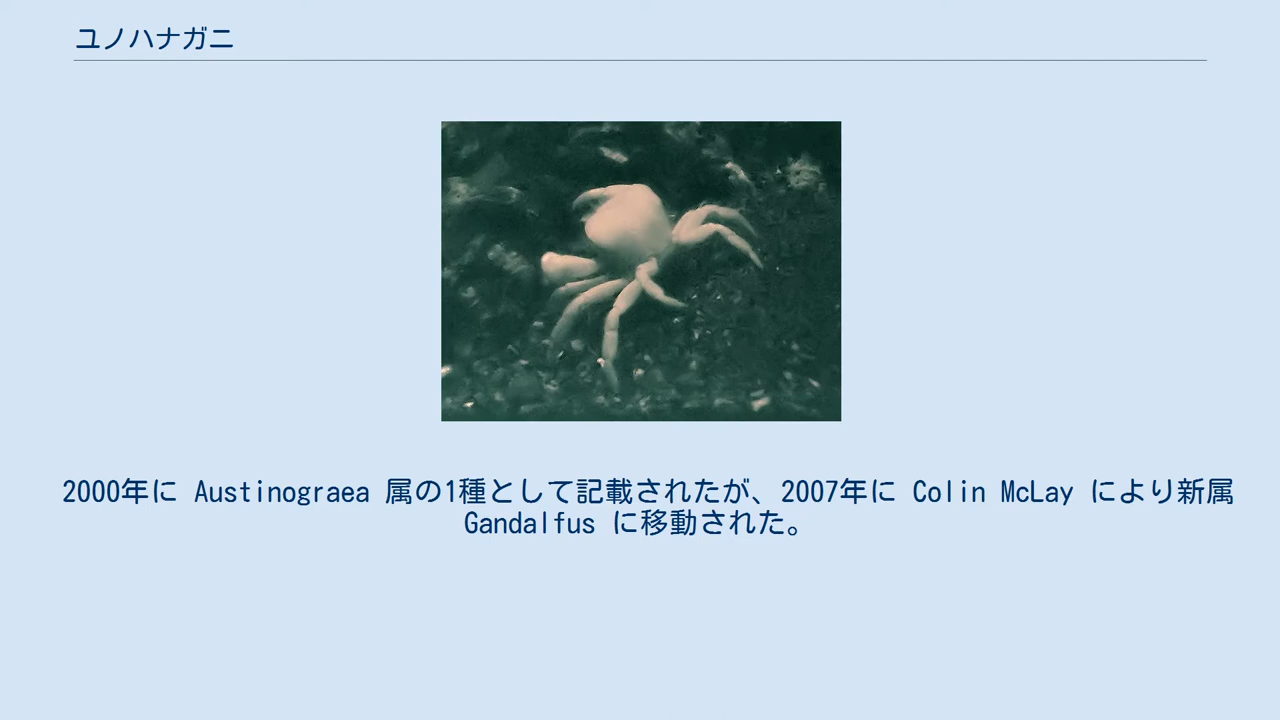 ユノハナガニ
2000年に Austinograea 属の1種として記載されたが、2007年に Colin McLay により新属
Gandalfus に移動された。